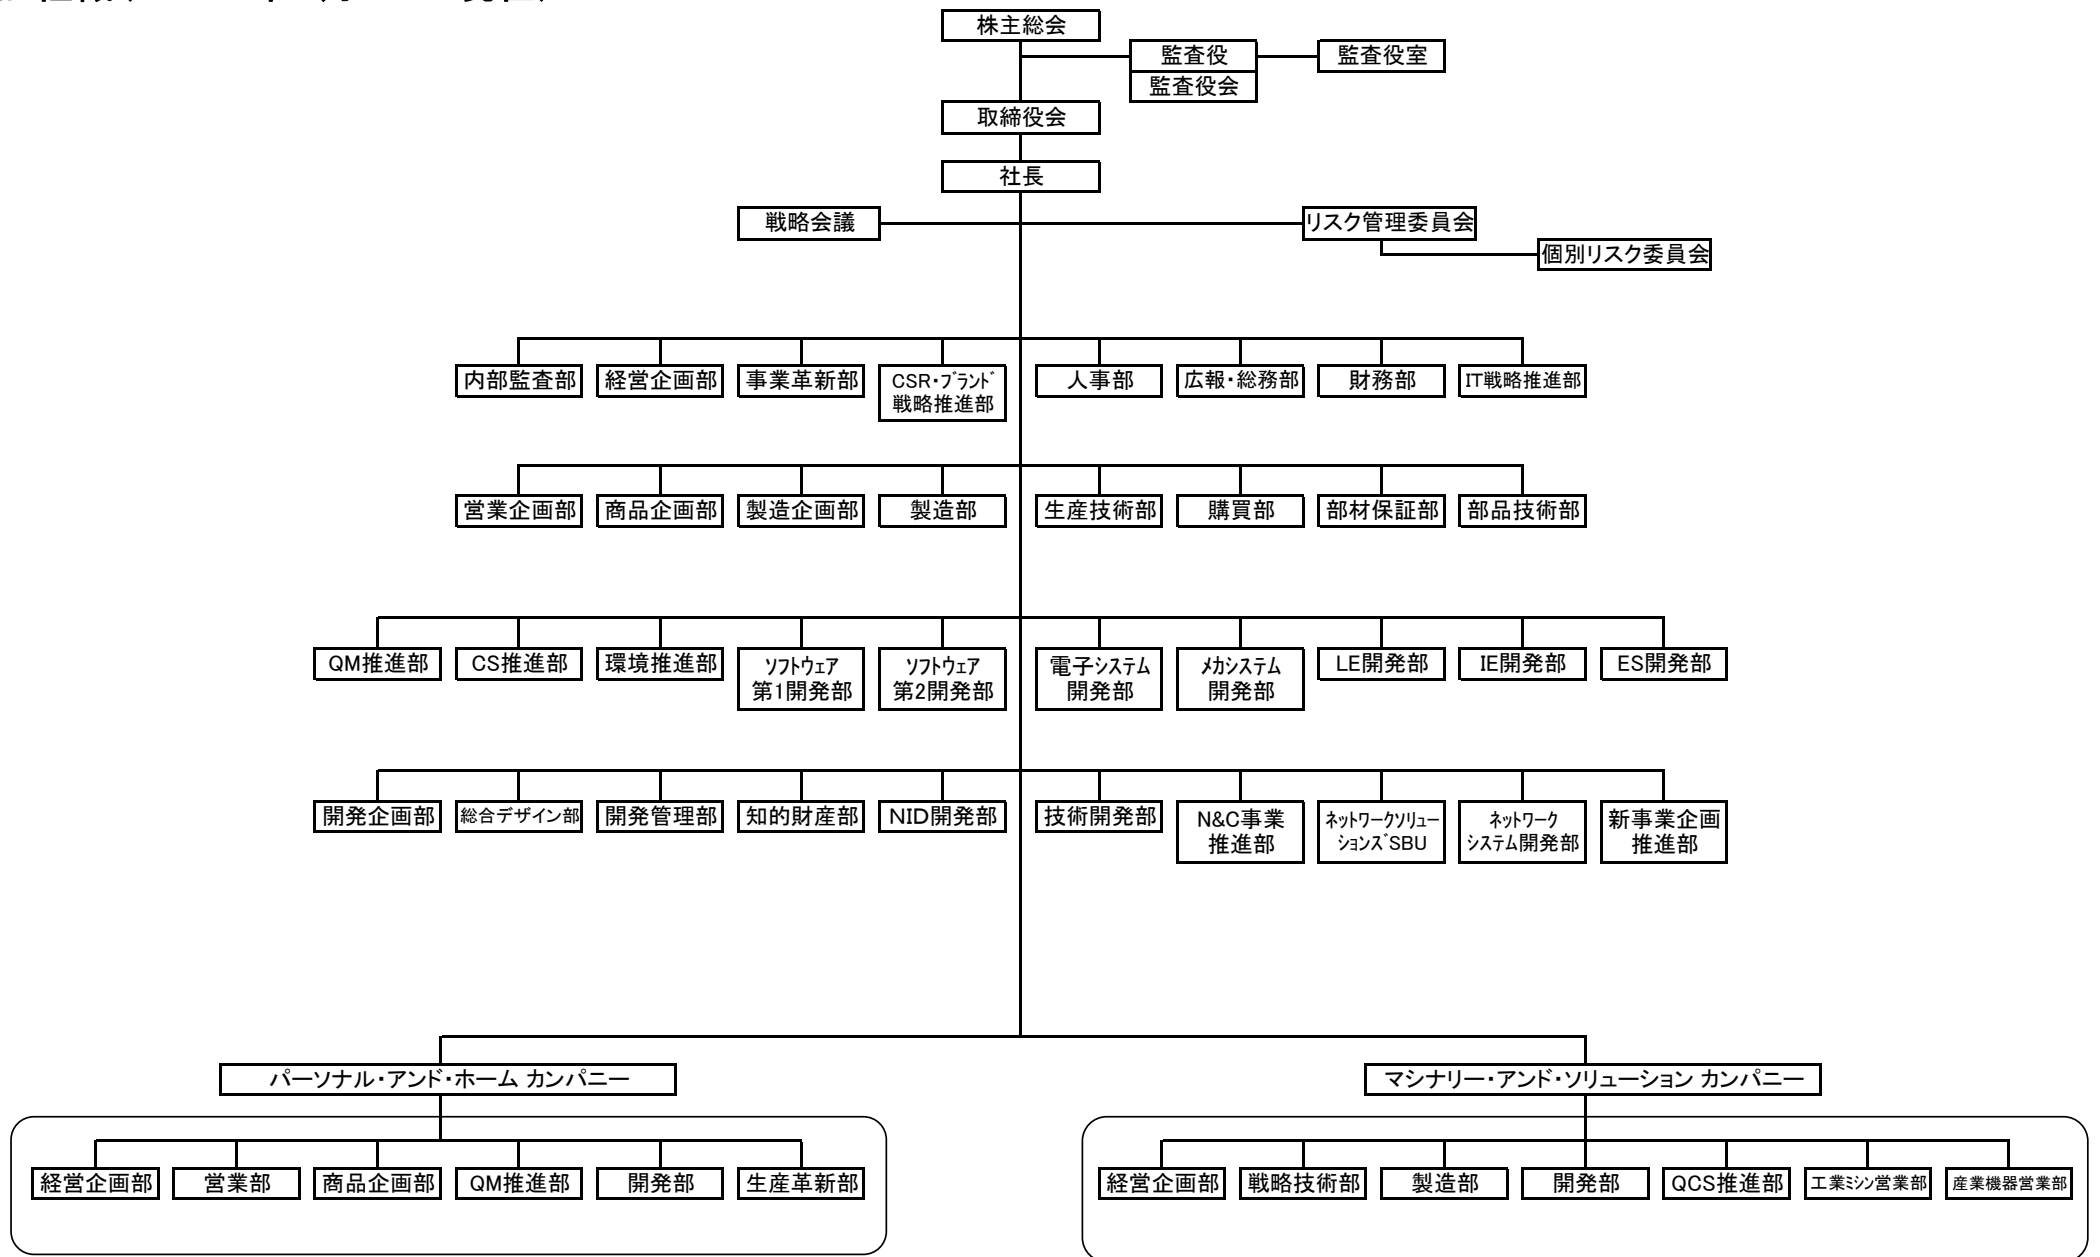 株主総会
監査役
監査役室
監査役会
取締役会
社長
戦略会議
リスク管理委員会
個別リスク委員会
内部監査部
経営企画部
事業革新部
CSR・ﾌﾞﾗﾝﾄﾞ
戦略推進部
人事部
広報・総務部
財務部
IT戦略推進部
営業企画部
商品企画部
製造企画部
製造部
生産技術部
購買部
部材保証部
部品技術部
QM推進部
CS推進部
環境推進部
ｿﾌﾄｳｪｱ
第1開発部
ｿﾌﾄｳｪｱ
第2開発部
電子ｼｽﾃﾑ
開発部
ﾒｶｼｽﾃﾑ
開発部
LE開発部
IE開発部
ES開発部
開発企画部
総合デザイン部
開発管理部
知的財産部
NID開発部
技術開発部
N&C事業
推進部
ﾈｯﾄﾜｰｸｿﾘｭｰ
ｼｮﾝｽﾞSBU
ﾈｯﾄﾜｰｸ
ｼｽﾃﾑ開発部
新事業企画
推進部
パーソナル・アンド・ホーム カンパニー
経営企画部
営業部
商品企画部
QM推進部
開発部
生産革新部
マシナリー・アンド・ソリューション カンパニー
経営企画部
戦略技術部
製造部
開発部
QCS推進部
工業ﾐｼﾝ営業部
産業機器営業部